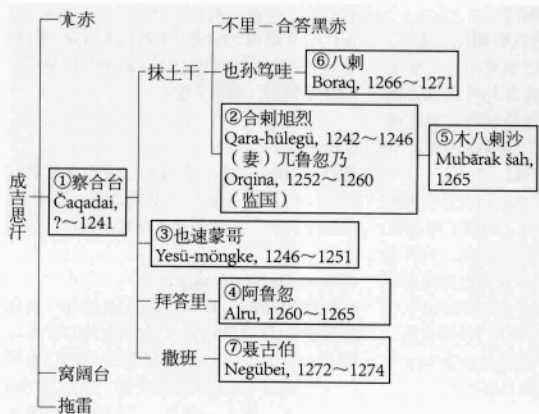 朮赤
不里—合答黑赤
抹土干
也孙笃哇
⑥八剌
Boraq, 1266～1271
②合剌旭烈
Qara-hülegü, 1242～1246
（妻）兀鲁忽乃
Orqina, 1252～1260
（监国）
⑤木八剌沙
Mubārak šah,
1265
成吉思汗
①察合台
Čaqadai,
?～1241
③也速蒙哥
Yesü-möngke, 1246～1251
拜答里
④阿鲁忽
Alru, 1260～1265
撒班
⑦聂古伯
Negübei, 1272～1274
窝阔台
拖雷